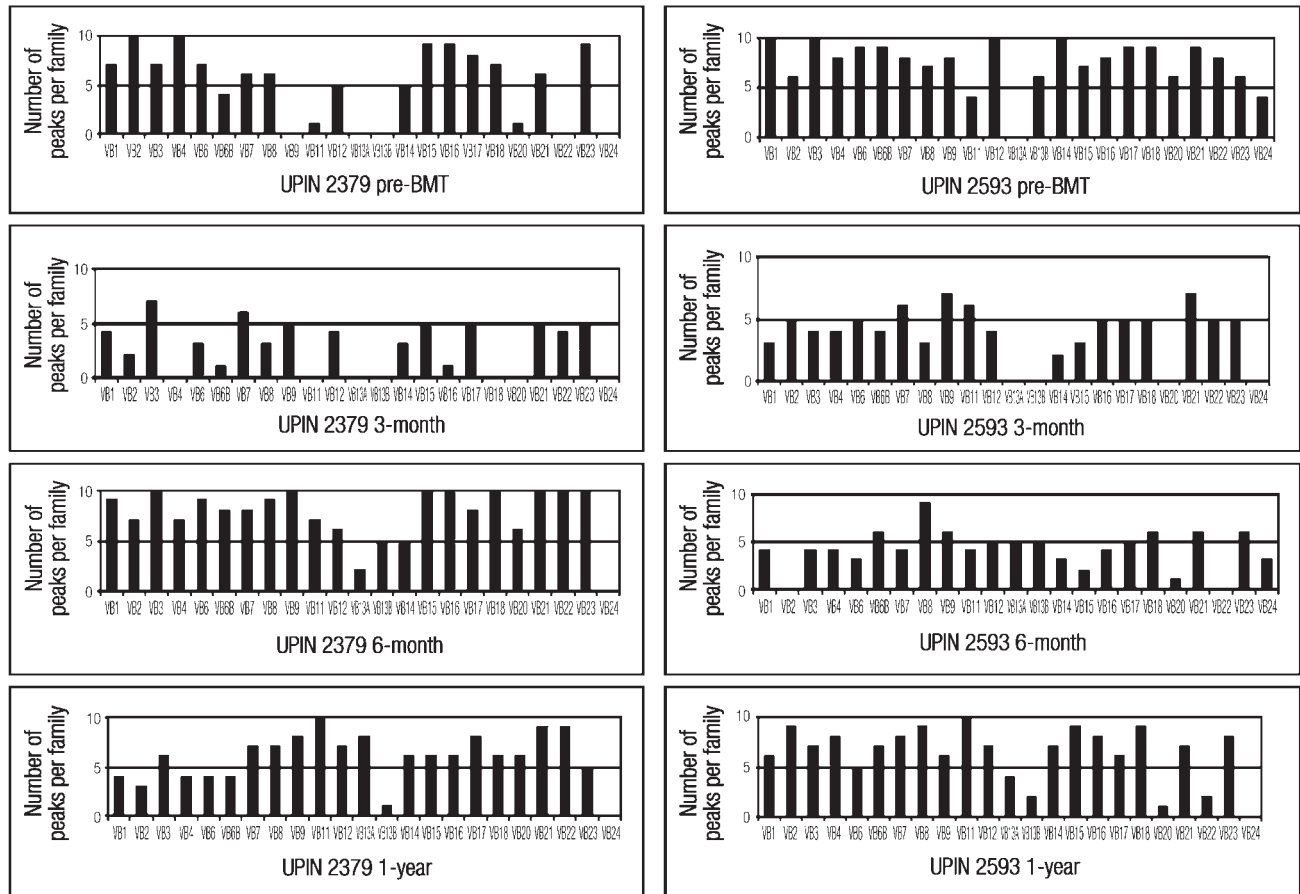 Number of
peaks per family
10
5
0
VB1 VB2 VB3 VB4 VB6 VB6B VB7 VB8 VB9 VB11 VB12 VB13A VB13B VB14 VB15 VB16 VB17 VB18 VB20 VB21 VB22 VB23 VB24
UPIN 2379 pre-BMT
Number of
peaks per family
10
5
0
VB1 VB2 VB3 VB4 VB6 VB6B VB7 VB8 VB9 VB11 VB12 VB13A VB13B VB14 VB15 VB16 VB17 VB18 VB20 VB21 VB22 VB23 VB24
UPIN 2593 pre-BMT
Number of
peaks per family
10
5
0
VB1 VB2 VB3 VB4 VB6 VB6B VB7 VB8 VB9 VB11 VB12 VB13A VB13B VB14 VB15 VB16 VB17 VB18 VB20 VB21 VB22 VB23 VB24
UPIN 2379 3-month
Number of
peaks per family
10
5
0
VB1 VB2 VB3 VB4 VB6 VB6B VB7 VB8 VB9 VB11 VB12 VB13A VB13B VB14 VB15 VB16 VB17 VB18 VB20 VB21 VB22 VB23 VB24
UPIN 2593 3-month
Number of
peaks per family
10
5
0
VB1 VB2 VB3 VB4 VB6 VB6B VB7 VB8 VB9 VB11 VB12 VB13A VB13B VB14 VB15 VB16 VB17 VB18 VB20 VB21 VB22 VB23 VB24
UPIN 2379 6-month
Number of
peaks per family
10
5
0
VB1 VB2 VB3 VB4 VB6 VB6B VB7 VB8 VB9 VB11 VB12 VB13A VB13B VB14 VB15 VB16 VB17 VB18 VB20 VB21 VB22 VB23 VB24
UPIN 2593 6-month
Number of
peaks per family
10
5
0
VB1 VB2 VB3 VB4 VB6 VB6B VB7 VB8 VB9 VB11 VB12 VB13A VB13B VB14 VB15 VB16 VB17 VB18 VB20 VB21 VB22 VB23 VB24
UPIN 2379 1-year
Number of
peaks per family
10
5
0
VB1 VB2 VB3 VB4 VB6 VB6B VB7 VB8 VB9 VB11 VB12 VB13A VB13B VB14 VB15 VB16 VB17 VB18 VB20 VB21 VB22 VB23 VB24
UPIN 2593 1-year